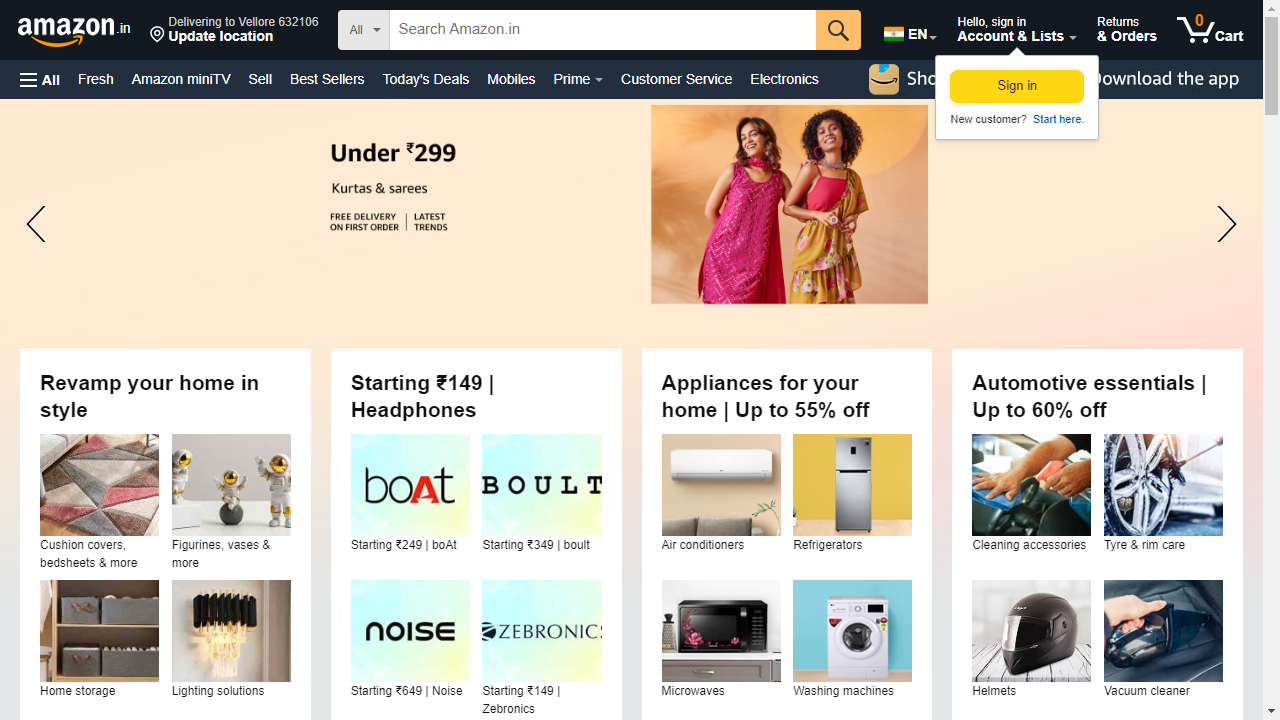 amazon.in
Delivering to Vellore 632106
Update location
All
Search Amazon.in
EN
Hello, sign in
Account & Lists
Returns
& Orders
0
Cart
All
Fresh
Amazon miniTV
Sell
Best Sellers
Today's Deals
Mobiles
Prime
Customer Service
Electronics
Download the app
Sign in
New customer? Start here.
Under ₹299
Kurtas & sarees
FREE DELIVERY
ON FIRST ORDER
LATEST
TRENDS
Revamp your home in
style
Cushion covers,
bedsheets & more
Figurines, vases &
more
Home storage
Lighting solutions
Starting ₹149 |
Headphones
boAt
BOULT
Starting ₹249 | boAt
Starting ₹349 | boult
noise
ZEBRONICS
Starting ₹649 | Noise
Starting ₹149 |
Zebronics
Appliances for your
home | Up to 55% off
Air conditioners
Refrigerators
Microwaves
Washing machines
Automotive essentials |
Up to 60% off
Cleaning accessories
Tyre & rim care
Helmets
Vacuum cleaner